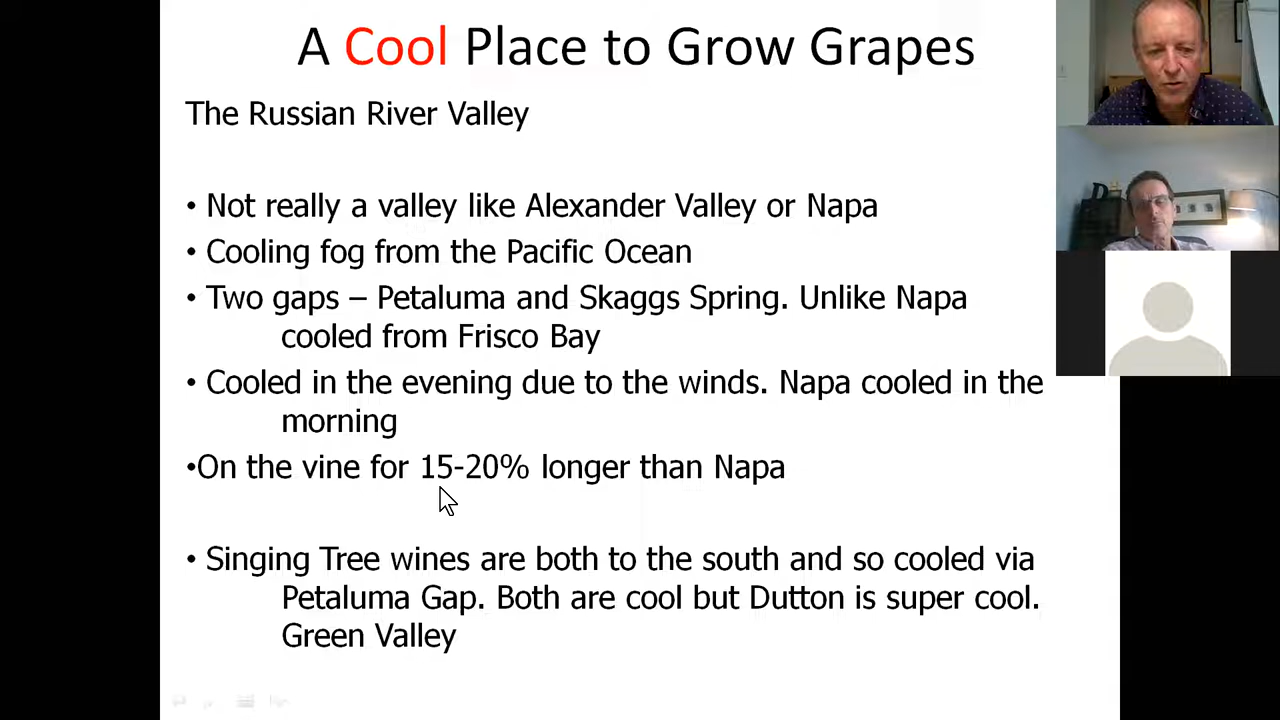 A Cool Place to Grow Grapes
The Russian River Valley
• Not really a valley like Alexander Valley or Napa
• Cooling fog from the Pacific Ocean
• Two gaps – Petaluma and Skaggs Spring. Unlike Napa
cooled from Frisco Bay
• Cooled in the evening due to the winds. Napa cooled in the
morning
•On the vine for 15-20% longer than Napa
• Singing Tree wines are both to the south and so cooled via
Petaluma Gap. Both are cool but Dutton is super cool.
Green Valley